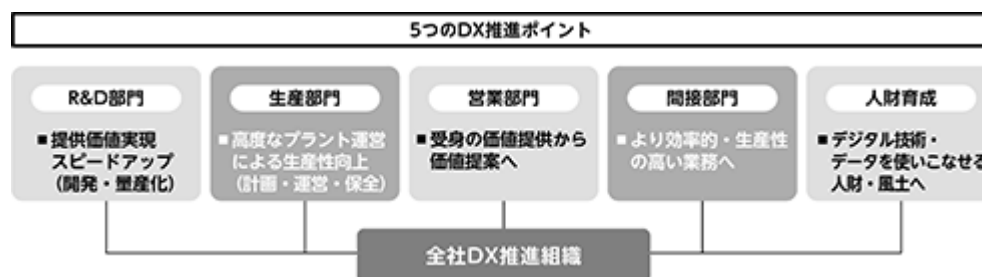 5つのDX推進ポイント
R&D部門
■提供価値実現
スピードアップ
(開発・量産化)
生産部門
■高度なプラント運営
による生産性向上
(計画・運営・保全)
営業部門
■受身の価値提供から
価値提案へ
間接部門
■より効率的・生産性
の高い業務へ
人財育成
■デジタル技術・
データを使いこなせる
人財・風土へ
全社DX推進組織